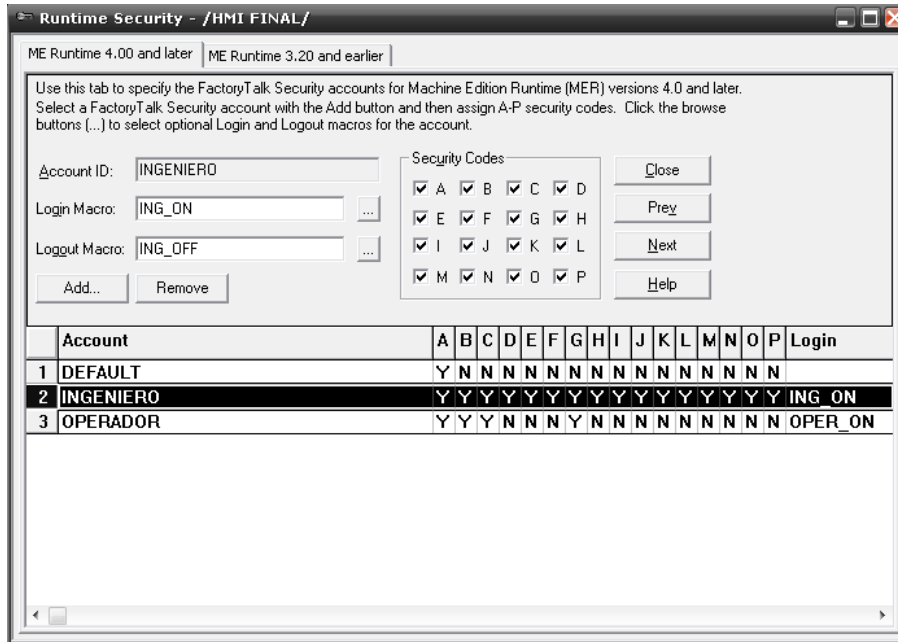 Runtime Security - /HMI FINAL/
ME Runtime 4.00 and later ME Runtime 3.20 and earlier
Use this tab to specify the FactoryTalk Security accounts for Machine Edition Runtime (MER) versions 4.0 and later.
Select a FactoryTalk Security account with the Add button and then assign A-P security codes. Click the browse
buttons (...) to select optional Login and Logout macros for the account.
Account ID: INGENIERO
Login Macro: ING_ON ...
Logout Macro: ING_OFF ...
Add... Remove
Security Codes
A B C D
E F G H
I J K L
M N O P
Close
Prev
Next
Help
Account A B C D E F G H I J K L M N O P Login
1 DEFAULT Y N N N N N N N N N N N N N N N
2 INGENIERO Y Y Y Y Y Y Y Y Y Y Y Y Y Y Y Y ING_ON
3 OPERADOR Y Y Y N N N Y N N N N N N N N N OPER_ON